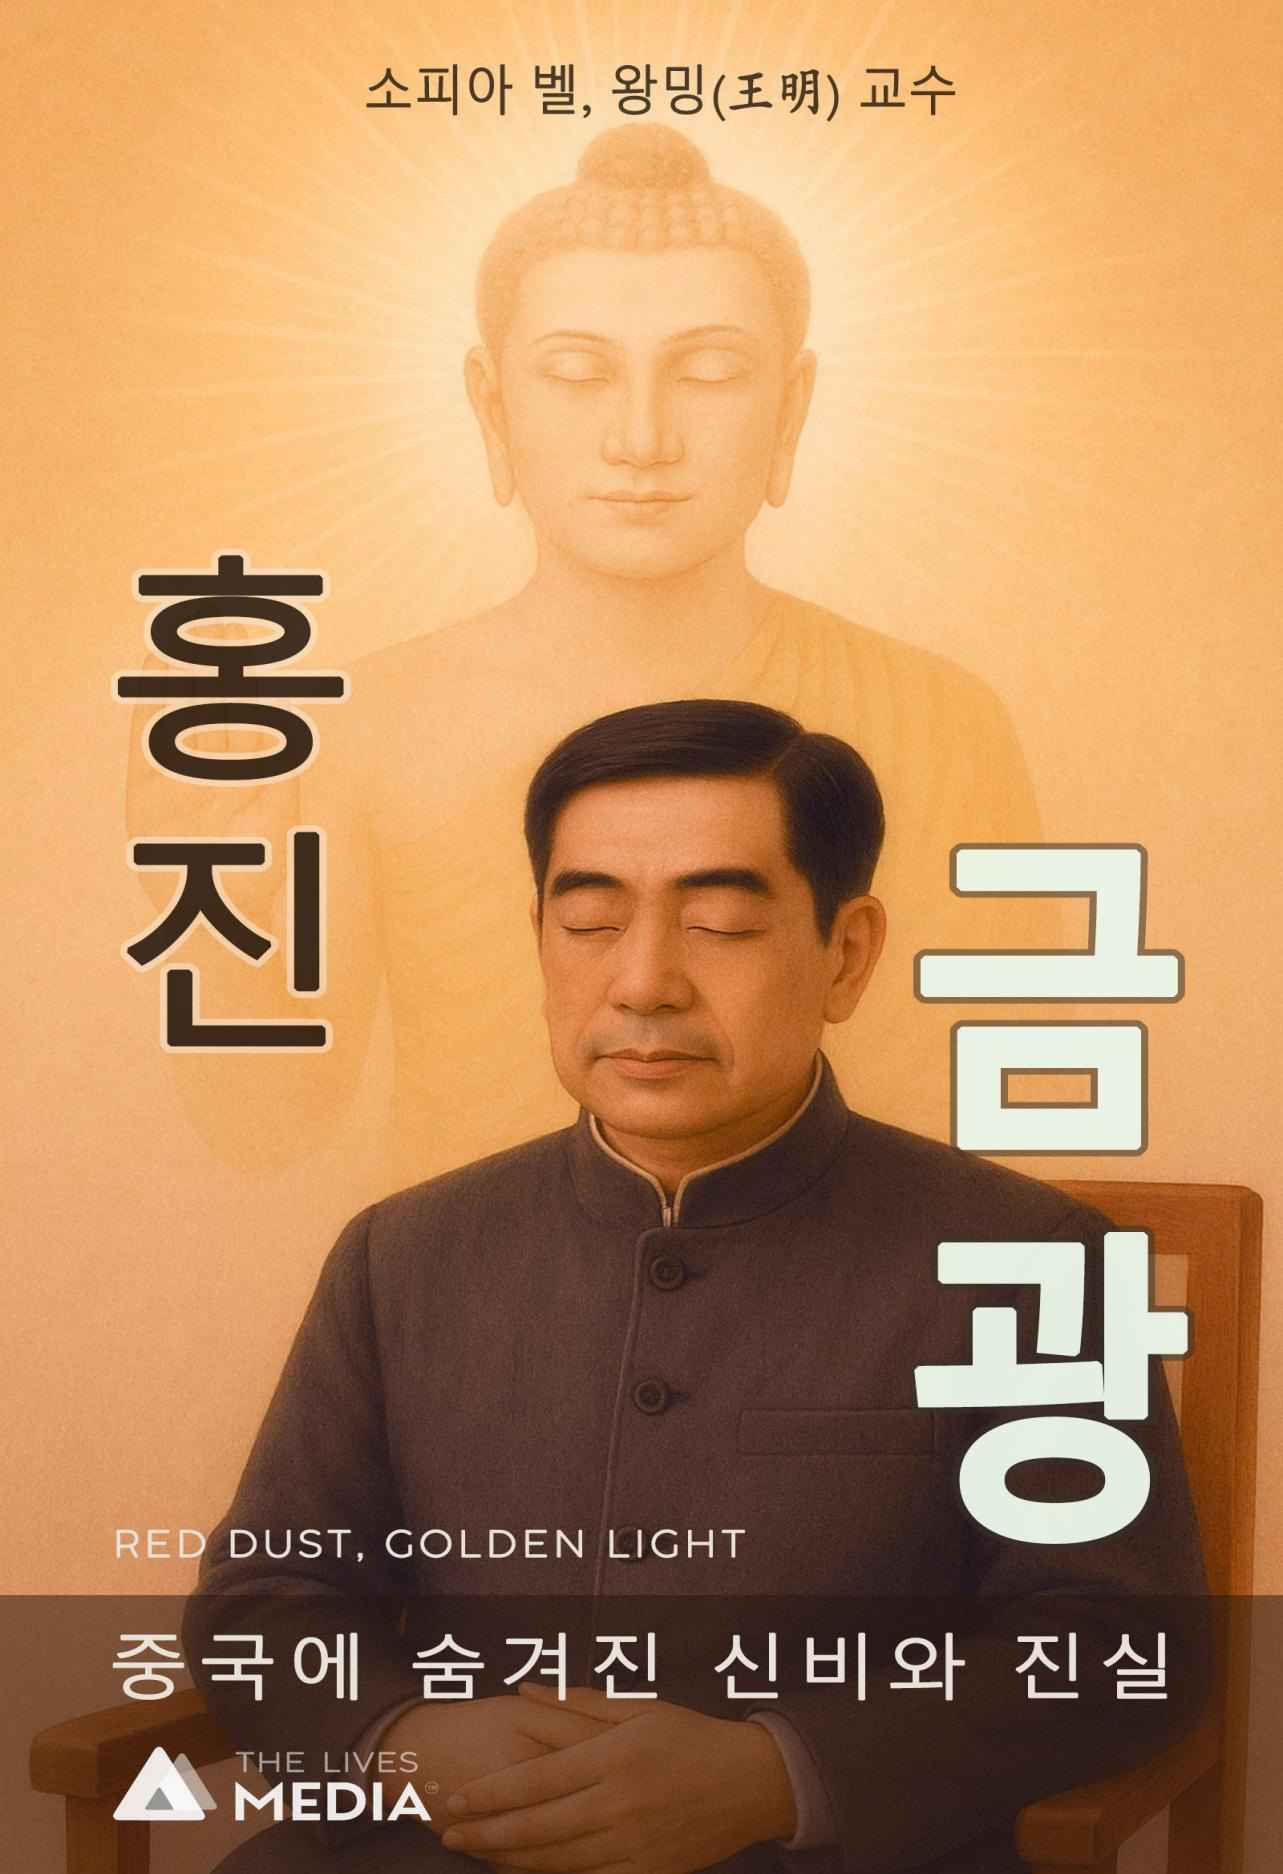 소피아 벨, 왕밍(王明) 교수
홍진
금광
RED DUST, GOLDEN LIGHT
중국에 숨겨진 신비와 진실
THE LIVES
MEDIA™